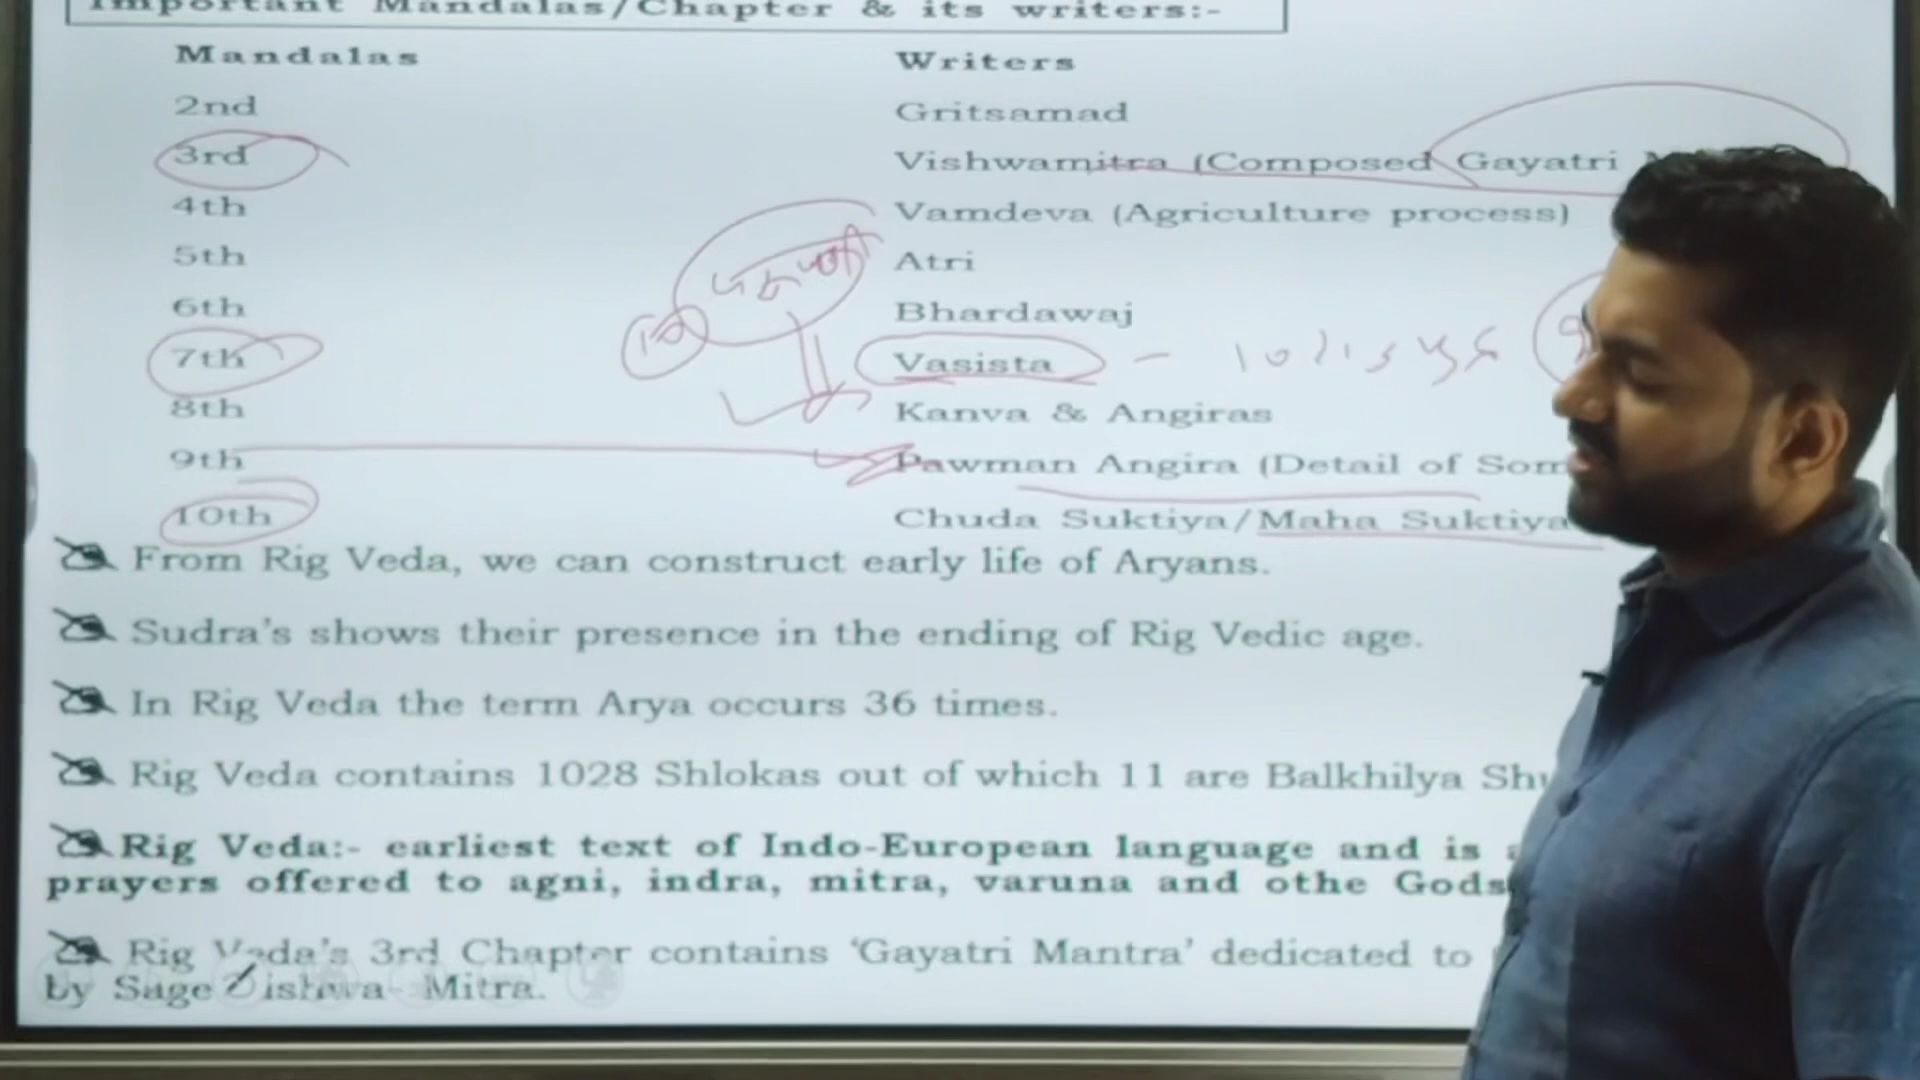 Important Mandalas/Chapter & its writers:-
Mandalas Writers
2nd Gritsamad
3rd Vishwamitra (Composed Gayatri
4th Vamdeva (Agriculture process)
5th Atri
6th Bhardawaj
7th Vasista
8th Kanva & Angiras
9th Pawman Angira (Detail of Som
10th Chuda Suktiya/Maha Suktiya
From Rig Veda, we can construct early life of Aryans.
Sudra's shows their presence in the ending of Rig Vedic age.
In Rig Veda the term Arya occurs 36 times.
Rig Veda contains 1028 Shlokas out of which 11 are Balkhilya
Rig Veda:- earliest text of Indo-European language and is
prayers offered to agni, indra, mitra, varuna and othe Gods
Rig Veda's 3rd Chapter contains 'Gayatri Mantra' dedicated to
by Sage Vishwa Mitra.